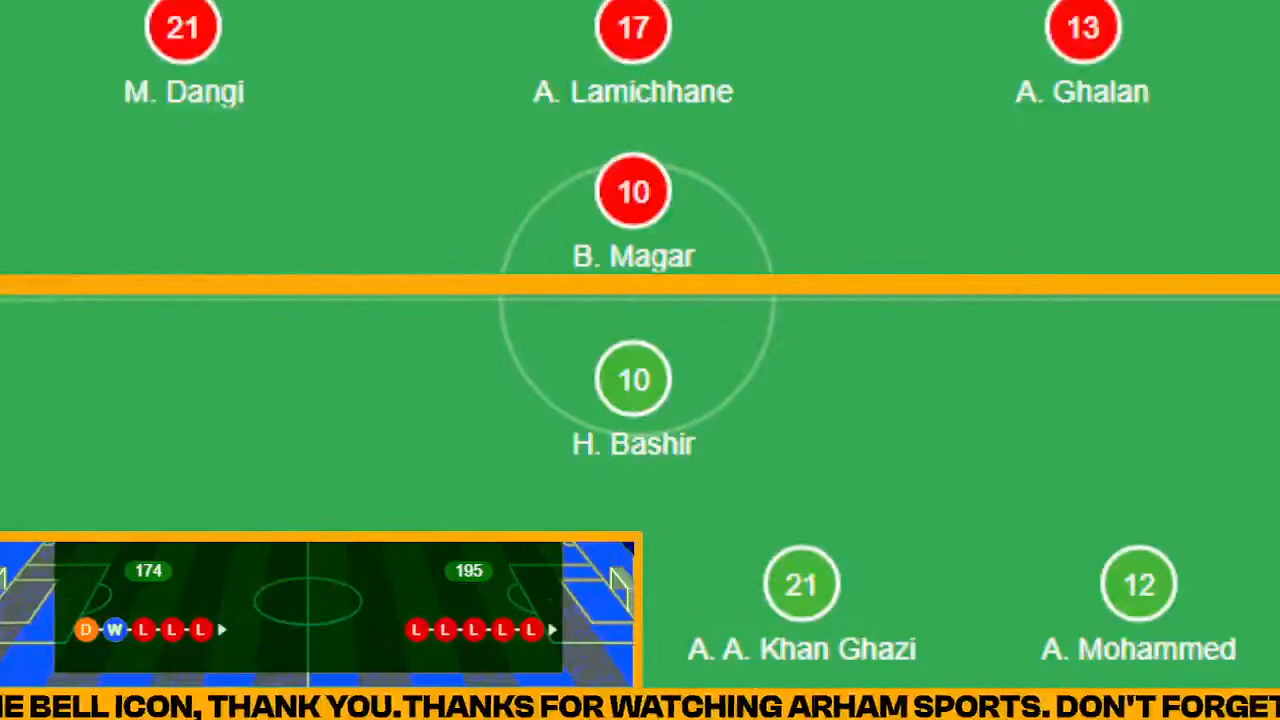 21 17 13
M. Dangi A. Lamichhane A. Ghalan
10
B. Magar
10
H. Bashir
174 195
D W L L L L L L L L
21 12
A. A. Khan Ghazi A. Mohammed
E BELL ICON, THANK YOU.THANKS FOR WATCHING ARHAM SPORTS. DON'T FORGET